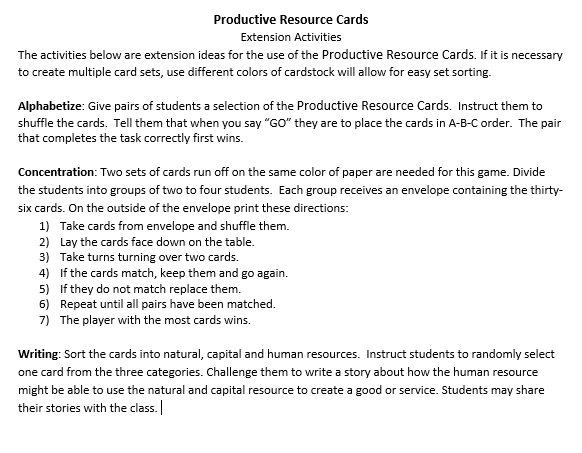 Productive Resource Cards
Extension Activities
The activities below are extension ideas for the use of the Productive Resource Cards. If it is necessary
to create multiple card sets, use different colors of cardstock will allow for easy set sorting.
Alphabetize: Give pairs of students a selection of the Productive Resource Cards. Instruct them to
shuffle the cards. Tell them that when you say “GO” they are to place the cards in A-B-C order. The pair
that completes the task correctly first wins.
Concentration: Two sets of cards run off on the same color of paper are needed for this game. Divide
the students into groups of two to four students. Each group receives an envelope containing the thirty-
six cards. On the outside of the envelope print these directions:
1) Take cards from envelope and shuffle them.
2) Lay the cards face down on the table.
3) Take turns turning over two cards.
4) If the cards match, keep them and go again.
5) If they do not match replace them.
6) Repeat until all pairs have been matched.
7) The player with the most cards wins.
Writing: Sort the cards into natural, capital and human resources. Instruct students to randomly select
one card from the three categories. Challenge them to write a story about how the human resource
might be able to use the natural and capital resource to create a good or service. Students may share
their stories with the class.